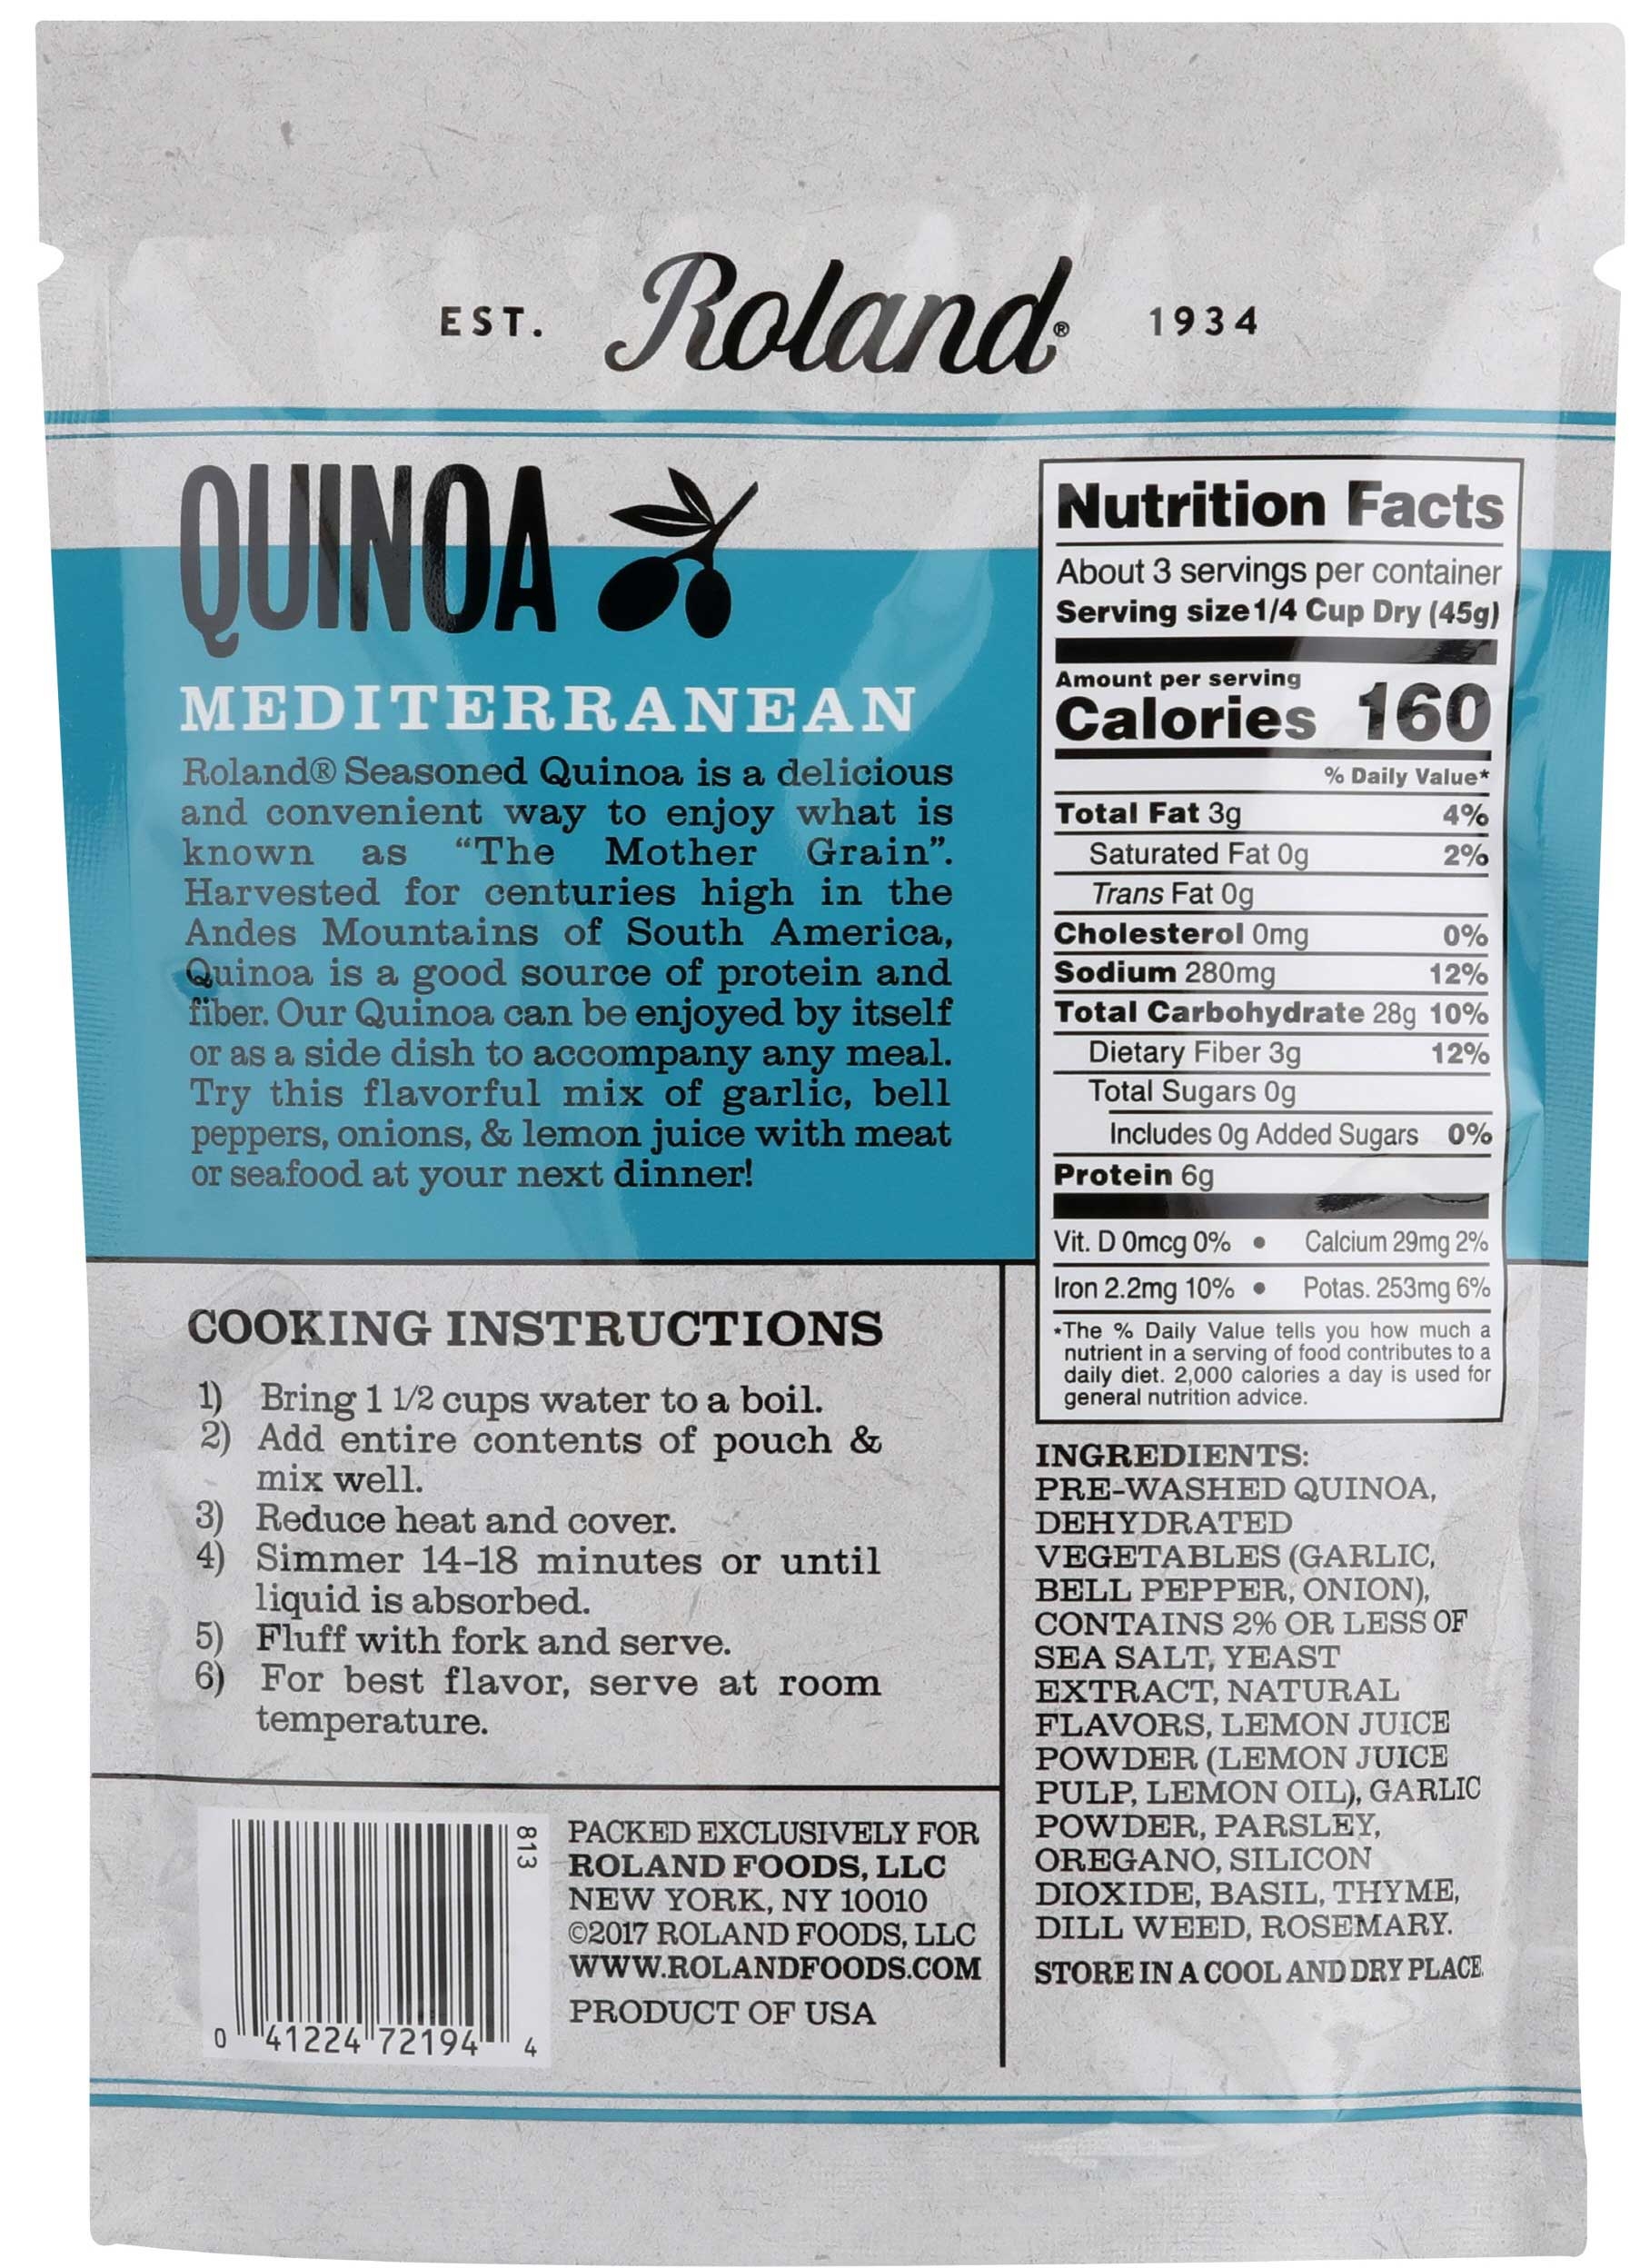 EST. Roland® 1934
QUINOA
MEDITERRANEAN
Roland® Seasoned Quinoa is a delicious
and convenient way to enjoy what is
known as “The Mother Grain”.
Harvested for centuries high in the
Andes Mountains of South America,
Quinoa is a good source of protein and
fiber. Our Quinoa can be enjoyed by itself
or as a side dish to accompany any meal.
Try this flavorful mix of garlic, bell
peppers, onions, & lemon juice with meat
or seafood at your next dinner!
Nutrition Facts
About 3 servings per container
Serving size 1/4 Cup Dry (45g)
Amount per serving
Calories 160
% Daily Value*
Total Fat 3g 4%
Saturated Fat 0g 2%
Trans Fat 0g
Cholesterol 0mg 0%
Sodium 280mg 12%
Total Carbohydrate 28g 10%
Dietary Fiber 3g 12%
Total Sugars 0g
Includes 0g Added Sugars 0%
Protein 6g
Vit. D 0mcg 0% • Calcium 29mg 2%
Iron 2.2mg 10% • Potas. 253mg 6%
*The % Daily Value tells you how much a
nutrient in a serving of food contributes to a
daily diet. 2,000 calories a day is used for
general nutrition advice.
COOKING INSTRUCTIONS
1) Bring 1 1/2 cups water to a boil.
2) Add entire contents of pouch &
mix well.
3) Reduce heat and cover.
4) Simmer 14-18 minutes or until
liquid is absorbed.
5) Fluff with fork and serve.
6) For best flavor, serve at room
temperature.
INGREDIENTS:
PRE-WASHED QUINOA,
DEHYDRATED
VEGETABLES (GARLIC,
BELL PEPPER, ONION),
CONTAINS 2% OR LESS OF
SEA SALT, YEAST
EXTRACT, NATURAL
FLAVORS, LEMON JUICE
POWDER (LEMON JUICE
PULP, LEMON OIL), GARLIC
POWDER, PARSLEY,
OREGANO, SILICON
DIOXIDE, BASIL, THYME,
DILL WEED, ROSEMARY.
STORE IN A COOL AND DRY PLACE.
813
0 41224 72194 4
PACKED EXCLUSIVELY FOR
ROLAND FOODS, LLC
NEW YORK, NY 10010
©2017 ROLAND FOODS, LLC
WWW.ROLANDFOODS.COM
PRODUCT OF USA